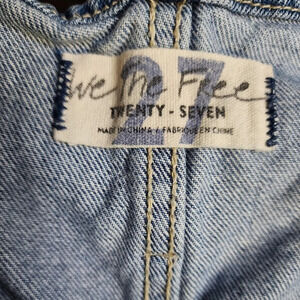 We The Free
27
TWENTY - SEVEN
MADE IN CHINA / FABRIQUE EN CHINE